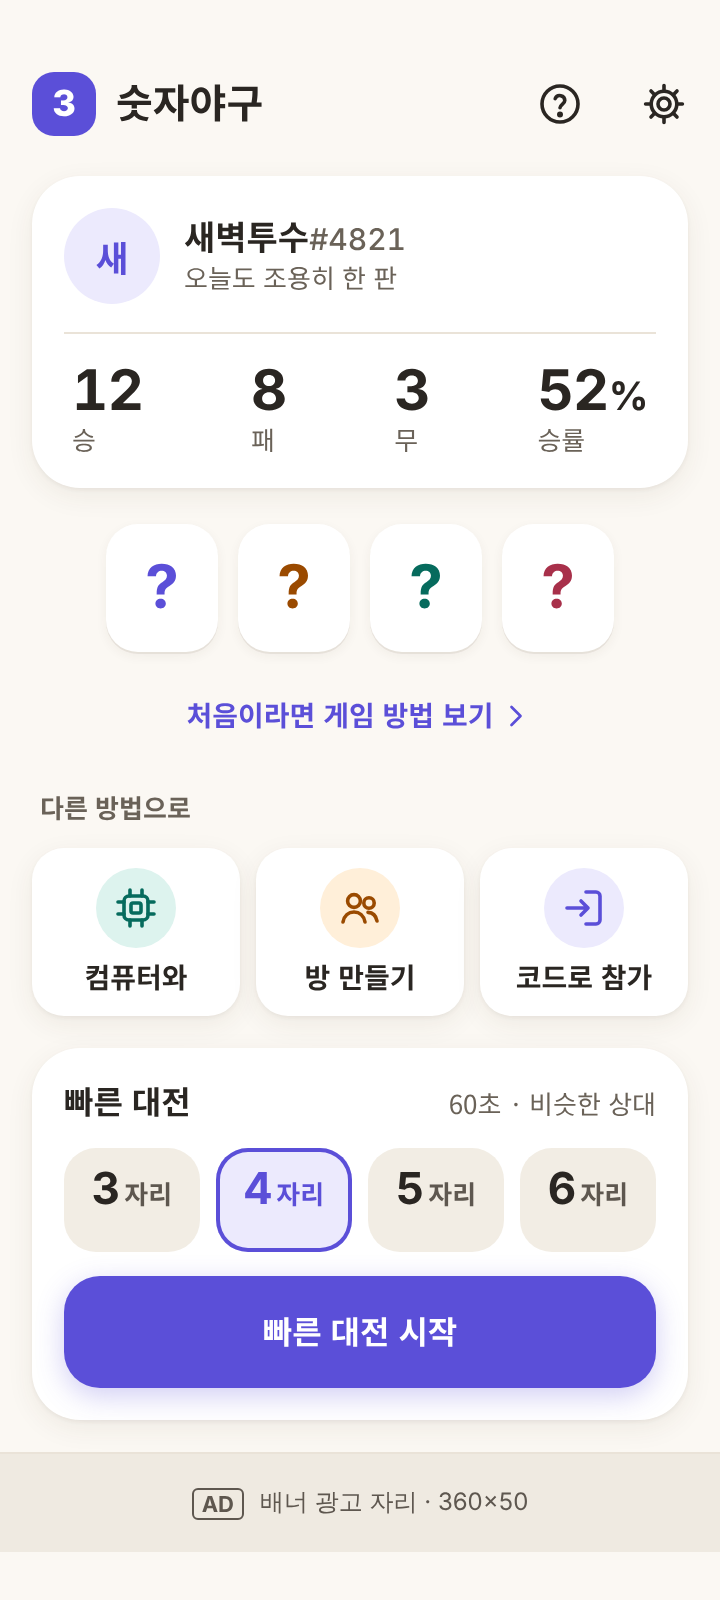 3 숫자야구
새벽투수#4821
새
오늘도 조용히 한 판
12 8 3 52%
승 패 무 승률
? ? ? ?
처음이라면 게임 방법 보기
다른 방법으로
컴퓨터와 방 만들기 코드로 참가
빠른 대전 60초 · 비슷한 상대
3자리 4자리 5자리 6자리
빠른 대전 시작
AD 배너 광고 자리 · 360×50